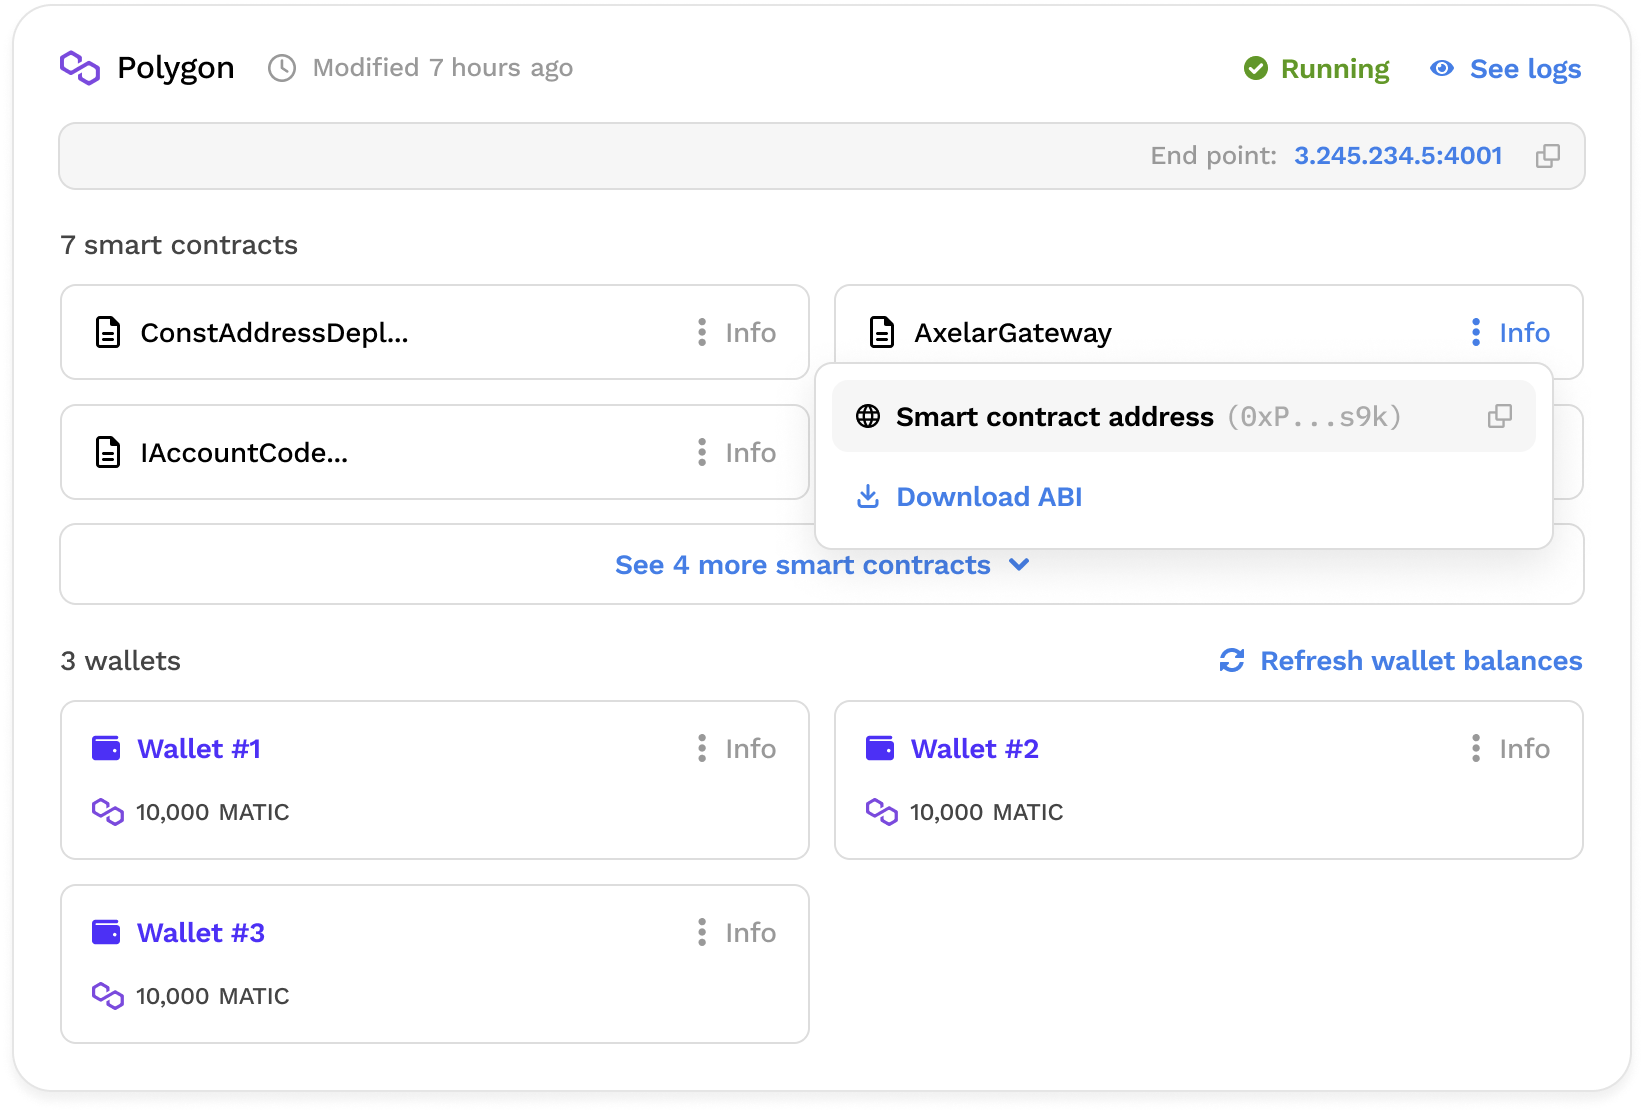 Polygon Modified 7 hours ago Running See logs
End point: 3.245.234.5:4001
7 smart contracts
ConstAddressDepl... Info AxelarGateway Info
Smart contract address (0xP...s9k)
IAccountCode... Info
Download ABI
See 4 more smart contracts
3 wallets Refresh wallet balances
Wallet #1 Info Wallet #2 Info
10,000 MATIC 10,000 MATIC
Wallet #3 Info
10,000 MATIC